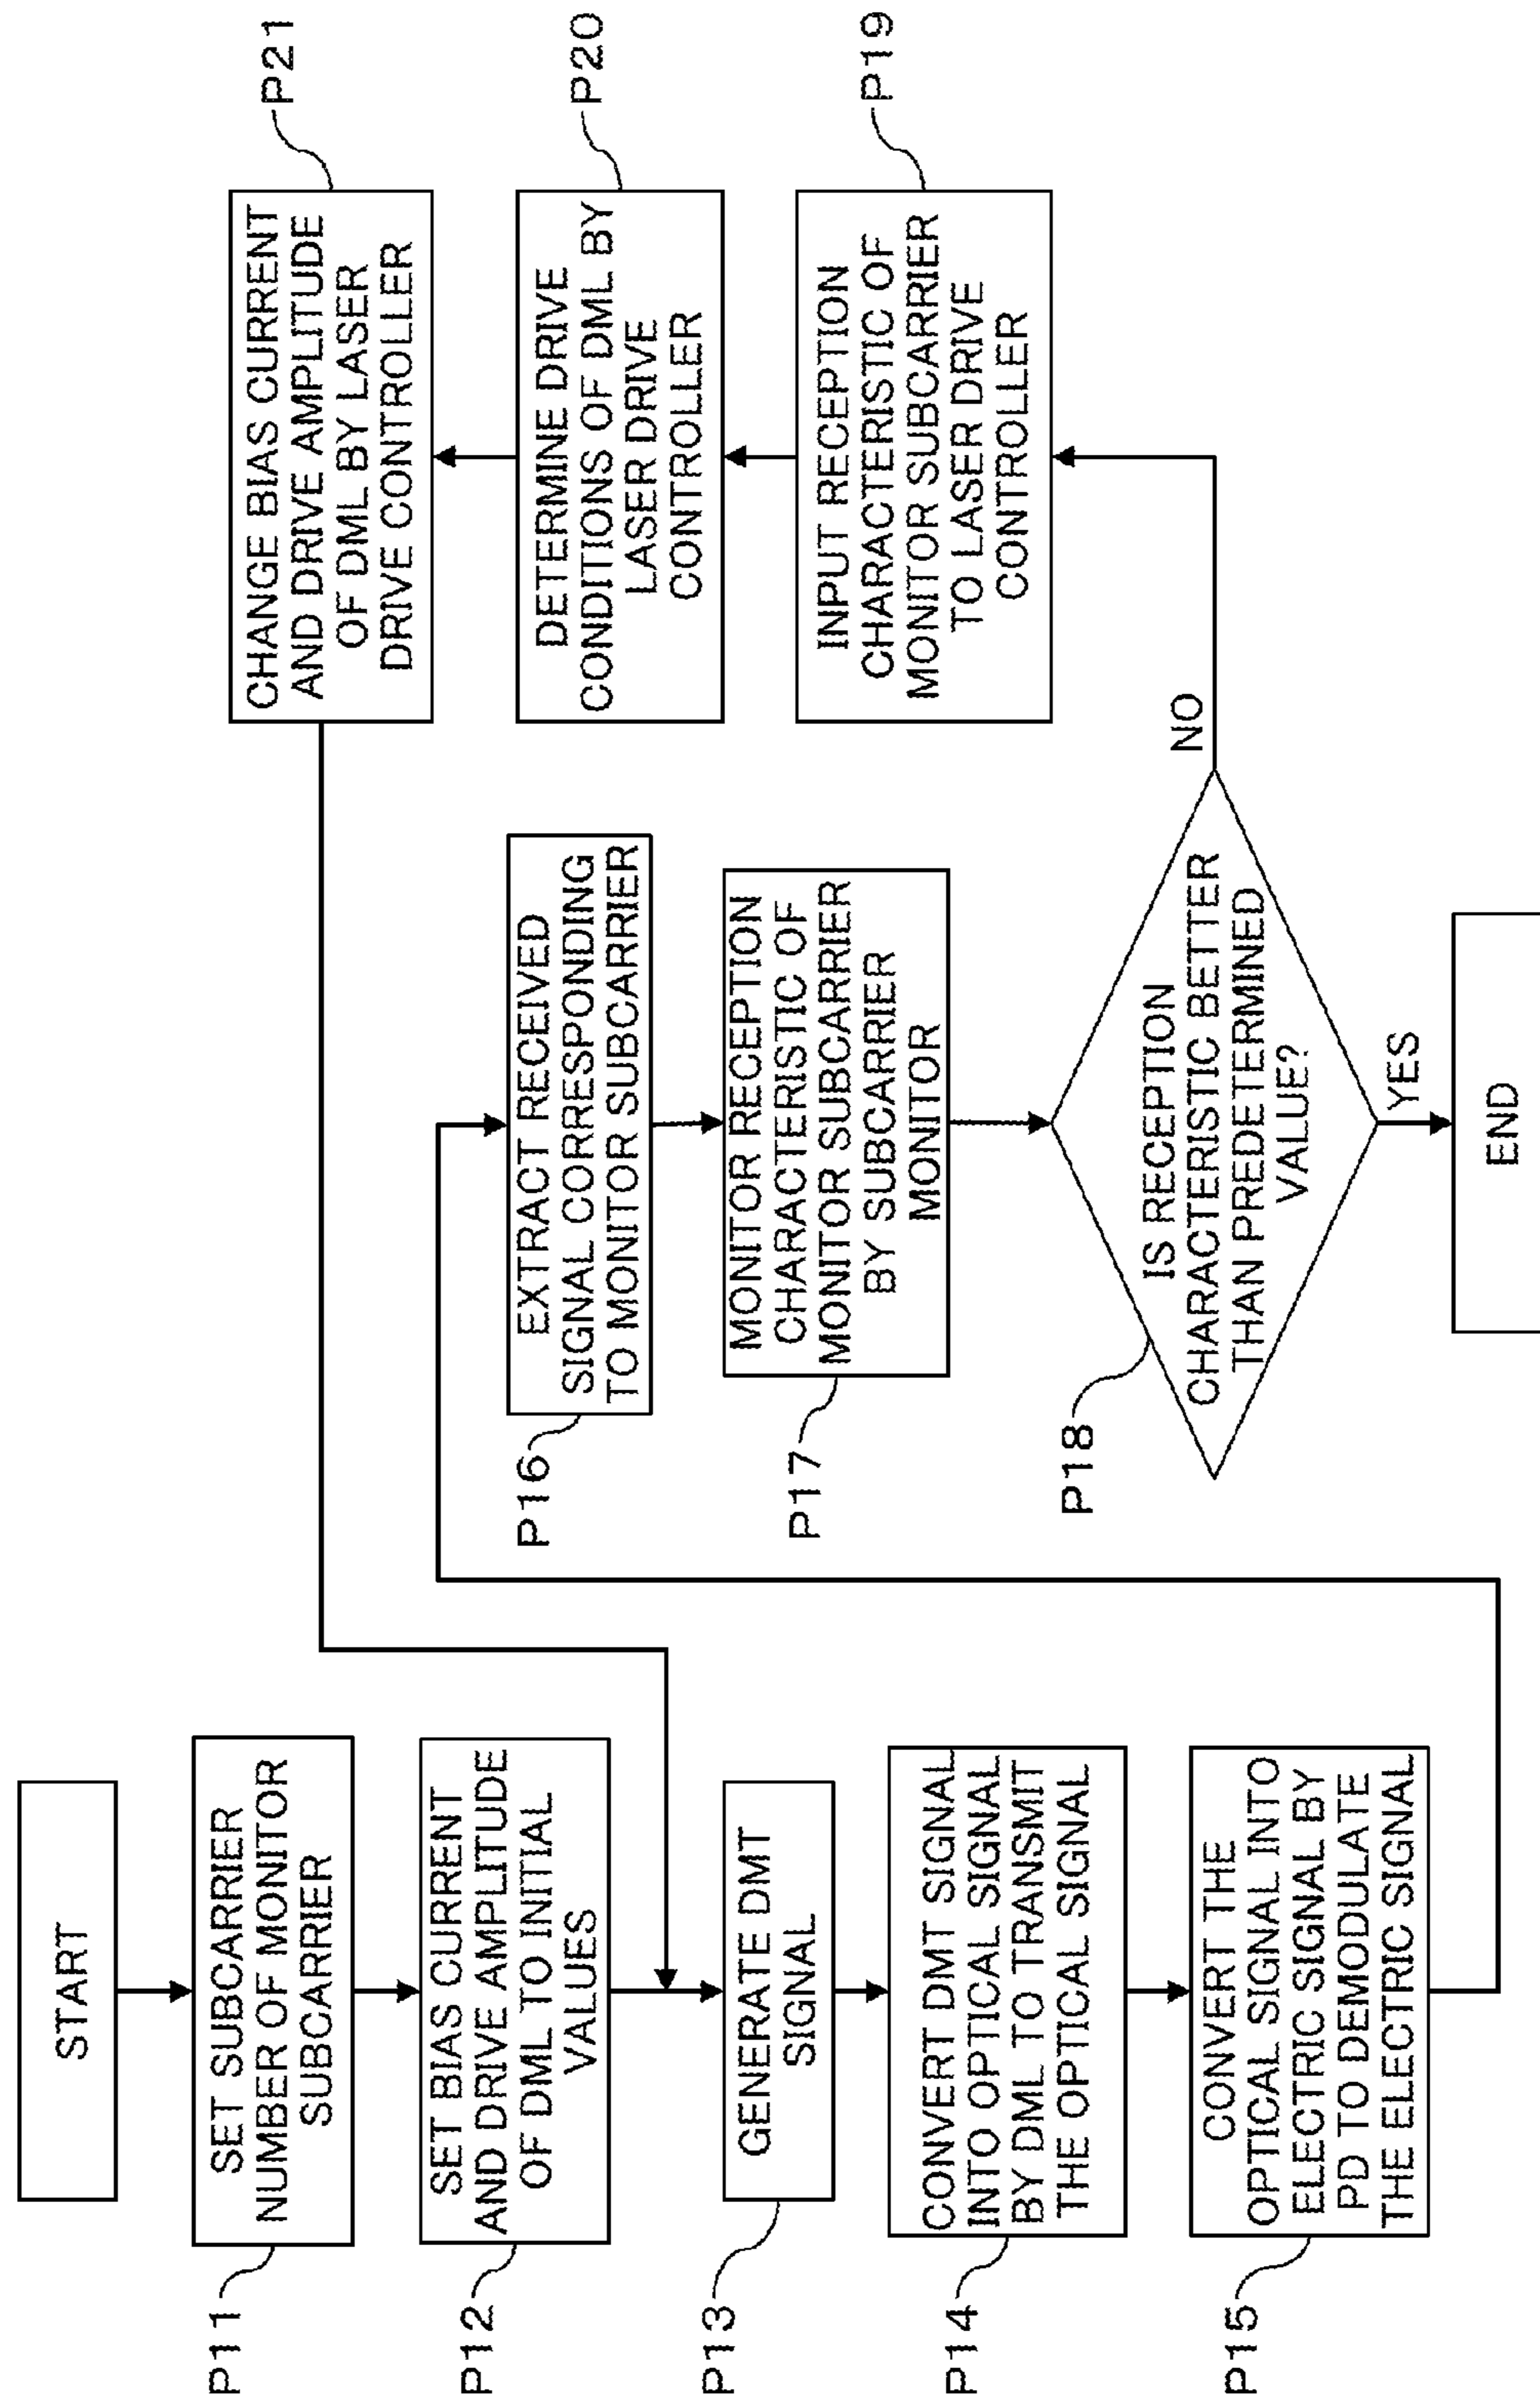 START
P11
SET SUBCARRIER
NUMBER OF MONITOR
SUBCARRIER
P12
SET BIAS CURRENT
AND DRIVE AMPLITUDE
OF DML TO INITIAL
VALUES
P13
GENERATE DMT
SIGNAL
P14
CONVERT DMT SIGNAL
INTO OPTICAL SIGNAL
BY DML TO TRANSMIT
THE OPTICAL SIGNAL
P15
CONVERT THE
OPTICAL SIGNAL INTO
ELECTRIC SIGNAL BY
PD TO DEMODULATE
THE ELECTRIC SIGNAL
P16
EXTRACT RECEIVED
SIGNAL CORRESPONDING
TO MONITOR SUBCARRIER
P17
MONITOR RECEPTION
CHARACTERISTIC OF
MONITOR SUBCARRIER
BY SUBCARRIER
MONITOR
P18
IS RECEPTION
CHARACTERISTIC BETTER
THAN PREDETERMINED
VALUE?
YES
END
NO
P19
INPUT RECEPTION
CHARACTERISTIC OF
MONITOR SUBCARRIER
TO LASER DRIVE
CONTROLLER
P20
DETERMINE DRIVE
CONDITIONS OF DML BY
LASER DRIVE
CONTROLLER
P21
CHANGE BIAS CURRENT
AND DRIVE AMPLITUDE
OF DML BY LASER
DRIVE CONTROLLER